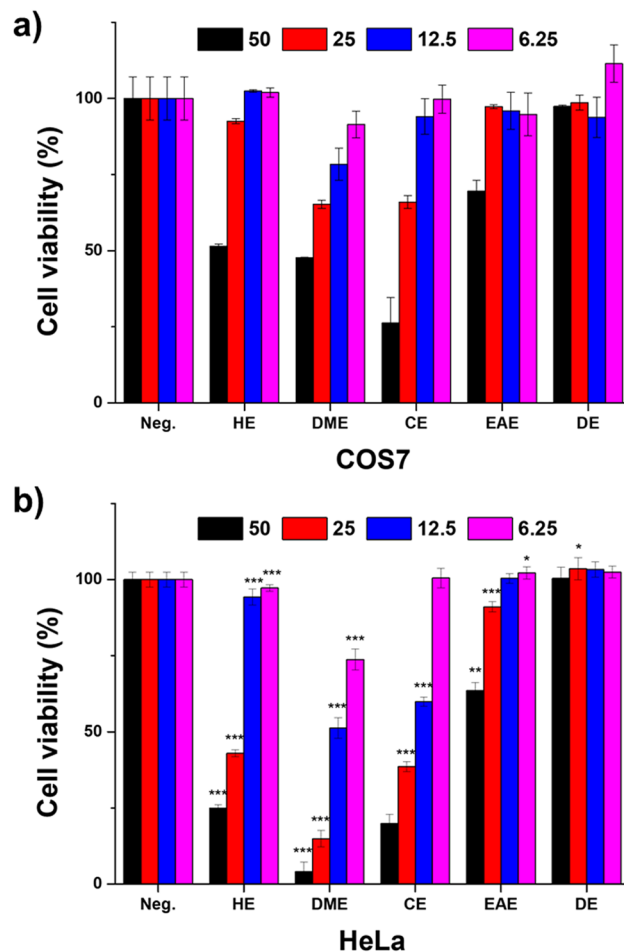 a)
50 25 12.5 6.25
Cell viability (%)
100
50
0
Neg. HE DME CE EAE DE
COS7
b)
50 25 12.5 6.25
Cell viability (%)
100
50
0
*** *** *** ***
*** *** *** ***
*** ***
** *** *
*
Neg. HE DME CE EAE DE
HeLa